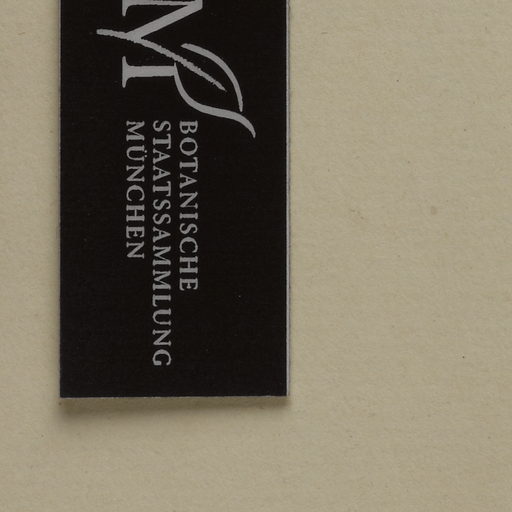 M
BOTANISCHE
STAATSSAMMLUNG
MÜNCHEN